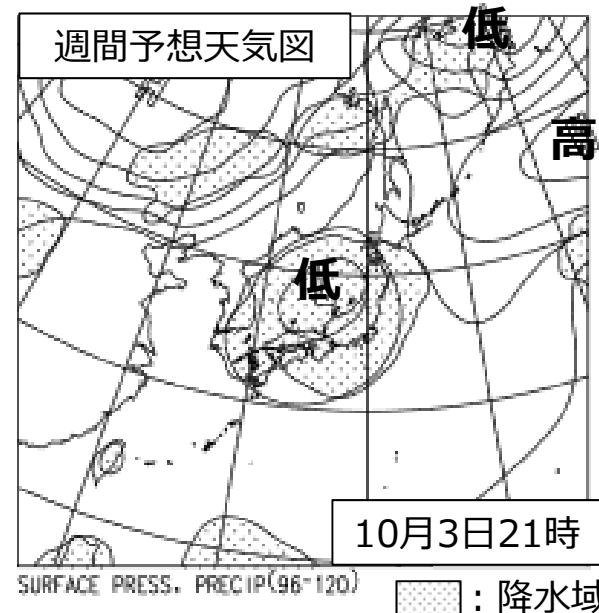 週間予想天気図
低
高
低
10月3日21時
SURFACE PRESS. PRECIP(96-120)
：降水域